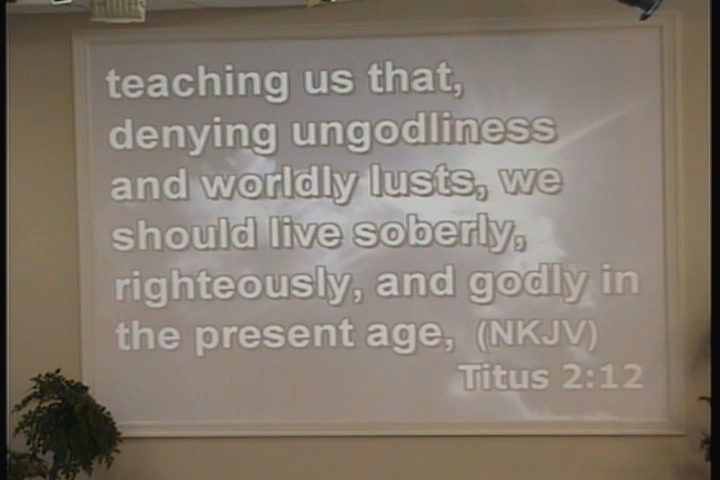 teaching us that,
denying ungodliness
and worldly lusts, we
should live soberly,
righteously, and godly in
the present age, (NKJV)
Titus 2:12